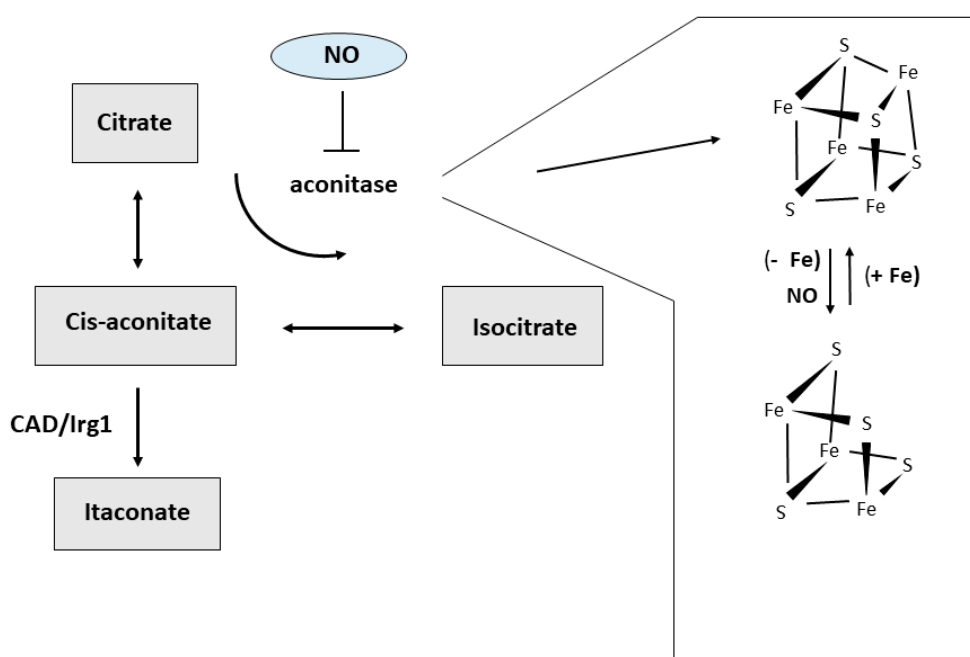 NO
Citrate
aconitase
Cis-aconitate
Isocitrate
CAD/Irg1
Itaconate
S
Fe
Fe
S
Fe
S
S
Fe
(- Fe)
NO
(+ Fe)
S
Fe
S
Fe
S
S
Fe